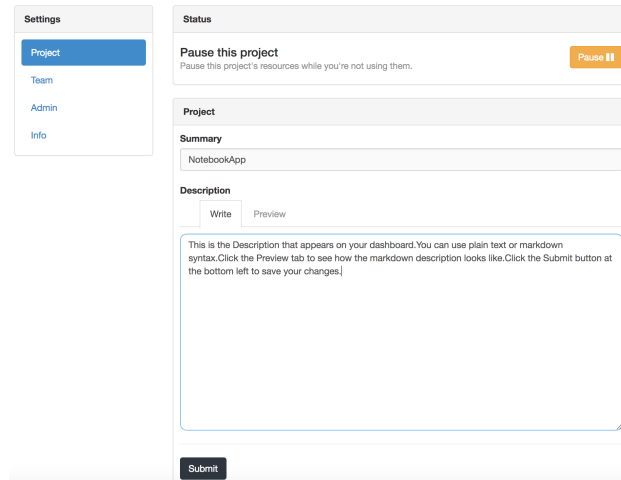 Settings
Project
Team
Admin
Info
Status
Pause this project
Pause this project's resources while you're not using them.
Pause
Project
Summary
NotebookApp
Description
Write
Preview
This is the Description that appears on your dashboard.You can use plain text or markdown
syntax.Click the Preview tab to see how the markdown description looks like.Click the Submit button at
the bottom left to save your changes.
Submit